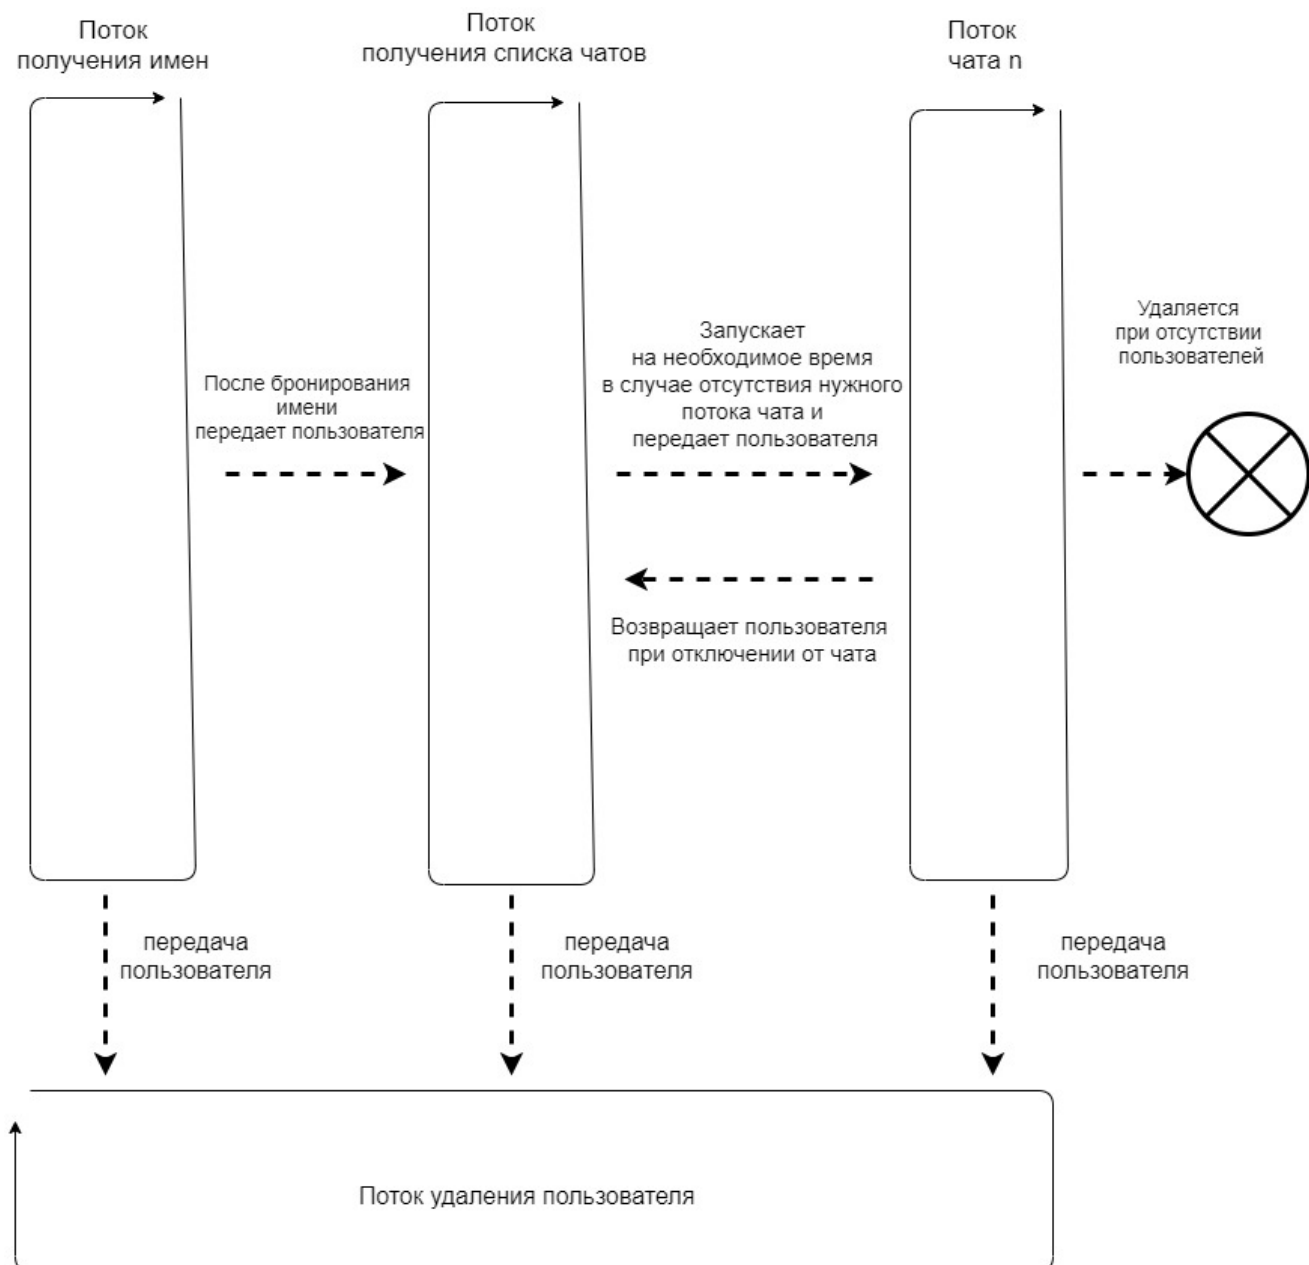 Поток
получения имен
Поток
получения списка чатов
Поток
чата n
После бронирования
имени
передает пользователя
Запускает
на необходимое время
в случае отсутствия нужного
потока чата и
передает пользователя
Удаляется
при отсутствии
пользователей
Возвращает пользователя
при отключении от чата
передача
пользователя
передача
пользователя
передача
пользователя
Поток удаления пользователя